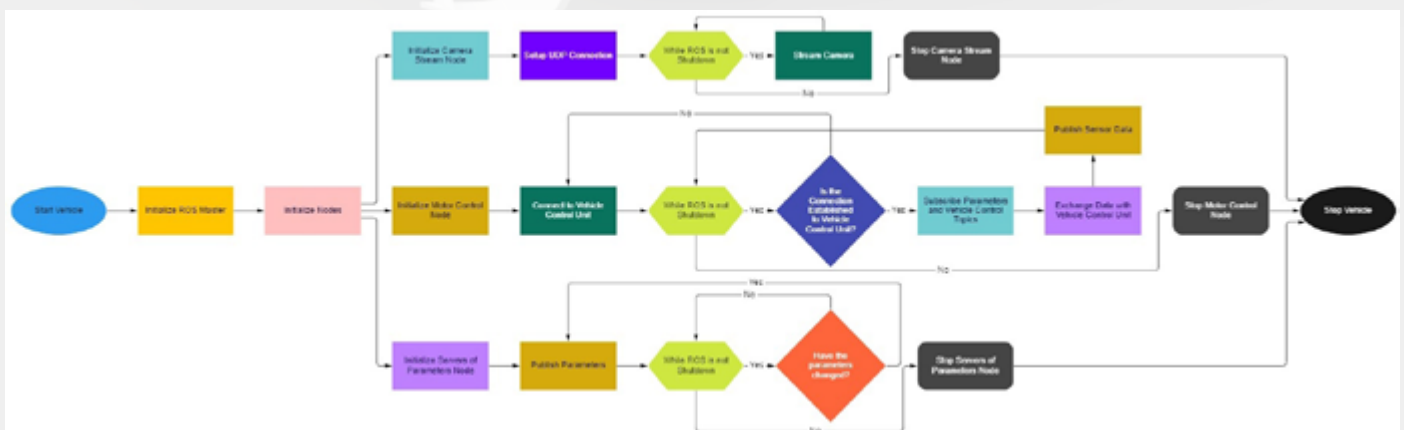 Initialize Camera
Stream Node
Setup UDP Connection
While ROS is not
Shutdown
Yes
Stream Camera
No
Stop Camera Stream
Node
Start Vehicle
Initialize ROS Master
Initialize Nodes
Initialize Motor Control
Node
Connect to Vehicle
Control Unit
While ROS is not
Shutdown
Yes
No
Is the
Connection
Established
to Vehicle
Control Unit?
Yes
Subscribe Parameters
and Vehicle Control
Topics
Exchange Data with
Vehicle Control Unit
Publish Sensor Data
No
Stop Motor Control
Node
Stop Vehicle
Initialize Servers of
Parameters Node
Publish Parameters
While ROS is not
Shutdown
Yes
Have the
parameters
changed?
Yes
No
No
Stop Servers of
Parameters Node